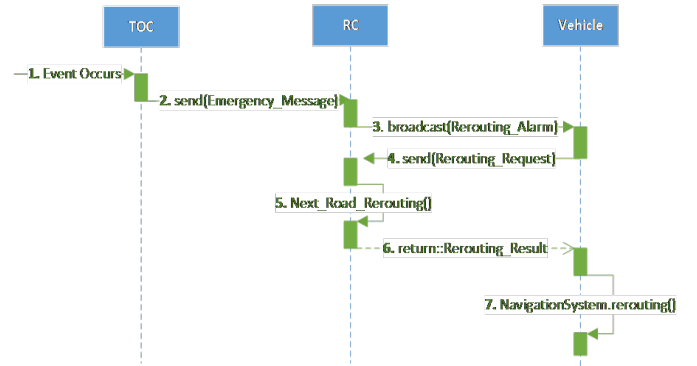 TOC
RC
Vehicle
1. Event Occurs
2. send(Emergency_Message)
3. broadcast(Rerouting_Alarm)
4. send(Rerouting_Request)
5. Next_Road_Rerouting()
6. return::Rerouting_Result
7. NavigationSystem.rerouting()